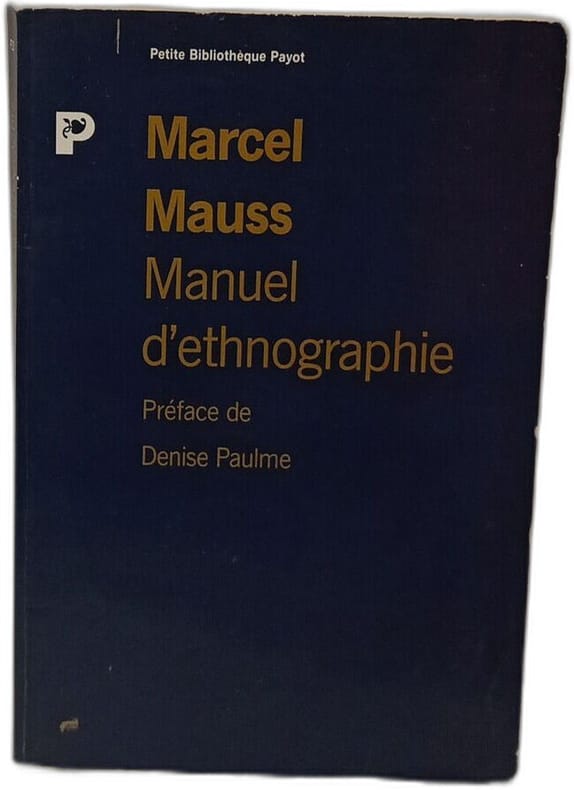 Petite Bibliothèque Payot
P
Marcel
Mauss
Manuel
d'ethnographie
Préface de
Denise Paulme